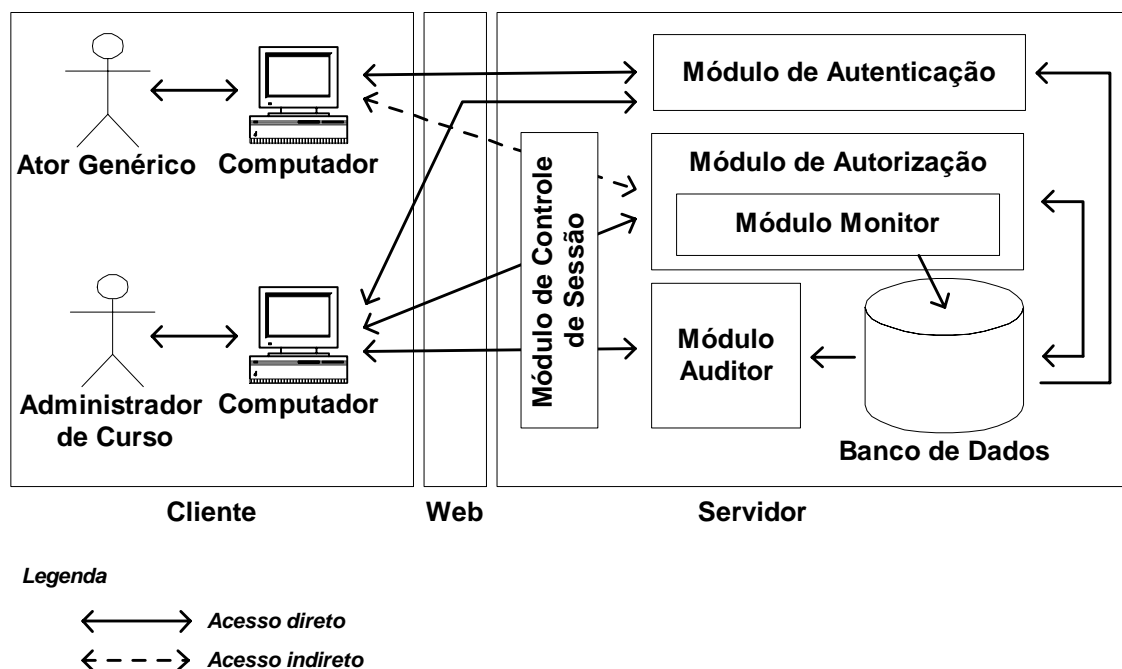 Ator Genérico
Computador
Administrador
de Curso
Computador
Módulo de Controle
de Sessão
Módulo de Autenticação
Módulo de Autorização
Módulo Monitor
Módulo
Auditor
Banco de Dados
Cliente
Web
Servidor
Legenda
Acesso direto
Acesso indireto